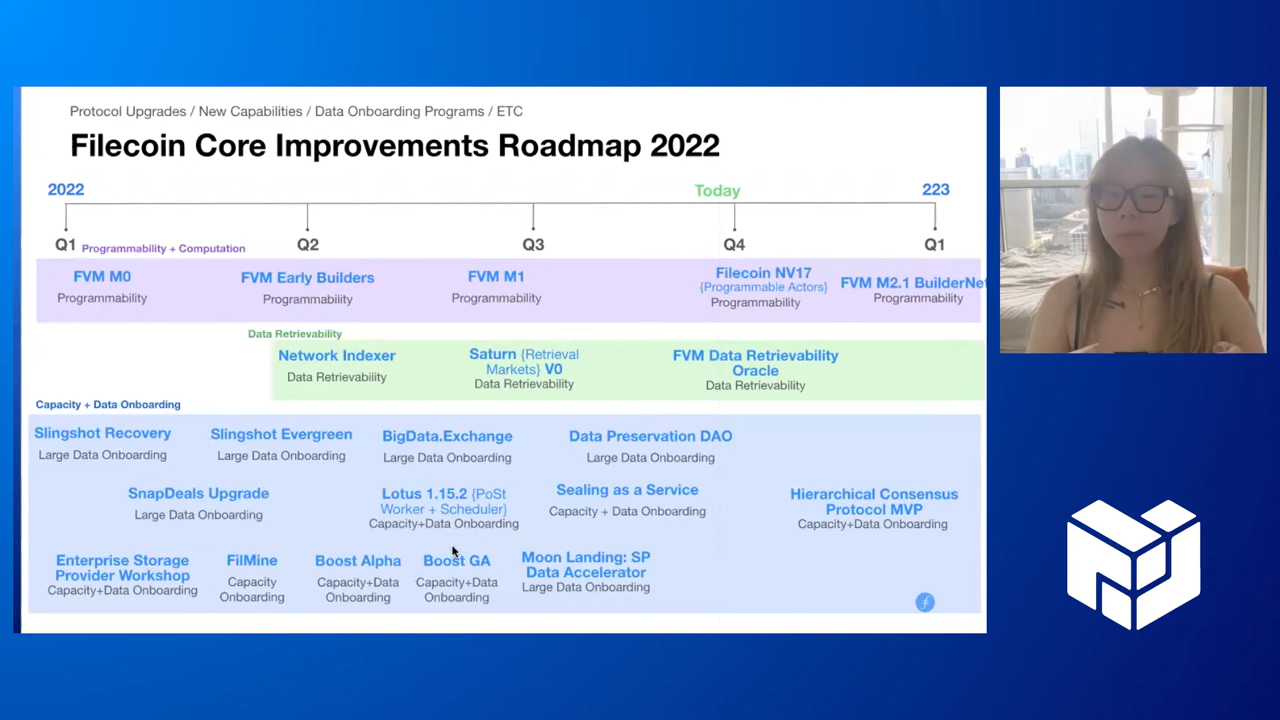 Protocol Upgrades / New Capabilities / Data Onboarding Programs / ETC
Filecoin Core Improvements Roadmap 2022
2022
Today
223
Q1
Q2
Q3
Q4
Q1
Programmability + Computation
FVM M0
Programmability
FVM Early Builders
Programmability
FVM M1
Programmability
Filecoin NV17
{Programmable Actors}
Programmability
FVM M2.1 BuilderNet
Programmability
Data Retrievability
Network Indexer
Data Retrievability
Saturn {Retrieval
Markets} V0
Data Retrievability
FVM Data Retrievability
Oracle
Data Retrievability
Capacity + Data Onboarding
Slingshot Recovery
Large Data Onboarding
Slingshot Evergreen
Large Data Onboarding
BigData.Exchange
Large Data Onboarding
Data Preservation DAO
Large Data Onboarding
SnapDeals Upgrade
Large Data Onboarding
Lotus 1.15.2 {PoSt
Worker + Scheduler}
Capacity+Data Onboarding
Sealing as a Service
Capacity + Data Onboarding
Hierarchical Consensus
Protocol MVP
Capacity+Data Onboarding
Enterprise Storage
Provider Workshop
Capacity+Data Onboarding
FilMine
Capacity
Onboarding
Boost Alpha
Capacity+Data
Onboarding
Boost GA
Capacity+Data
Onboarding
Moon Landing: SP
Data Accelerator
Large Data Onboarding